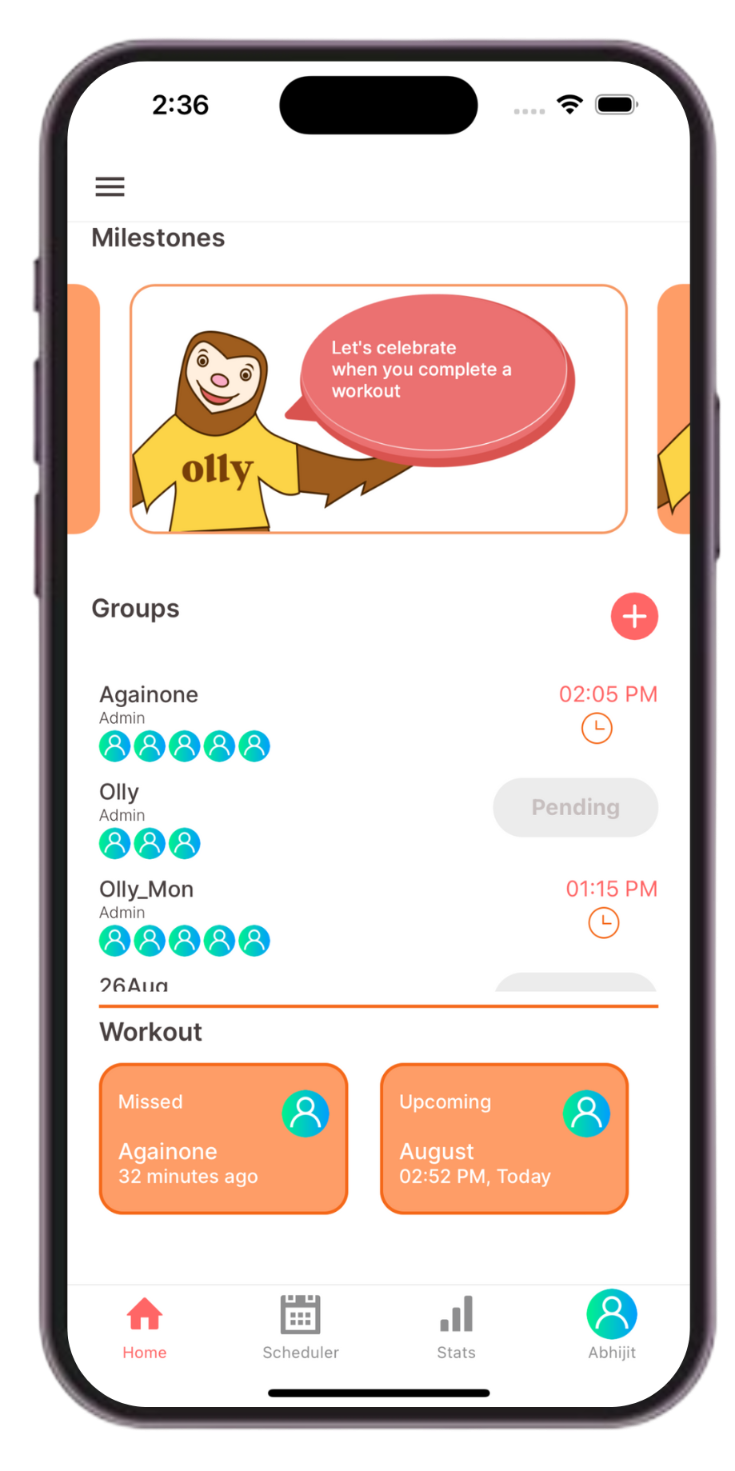 2:36
Milestones
Let's celebrate
when you complete a
workout
olly
Groups
Againone
02:05 PM
Admin
Olly
Admin
Pending
Olly_Mon
01:15 PM
Admin
26Aug
Workout
Missed
Againone
32 minutes ago
Upcoming
August
02:52 PM, Today
Home
Scheduler
Stats
Abhijit